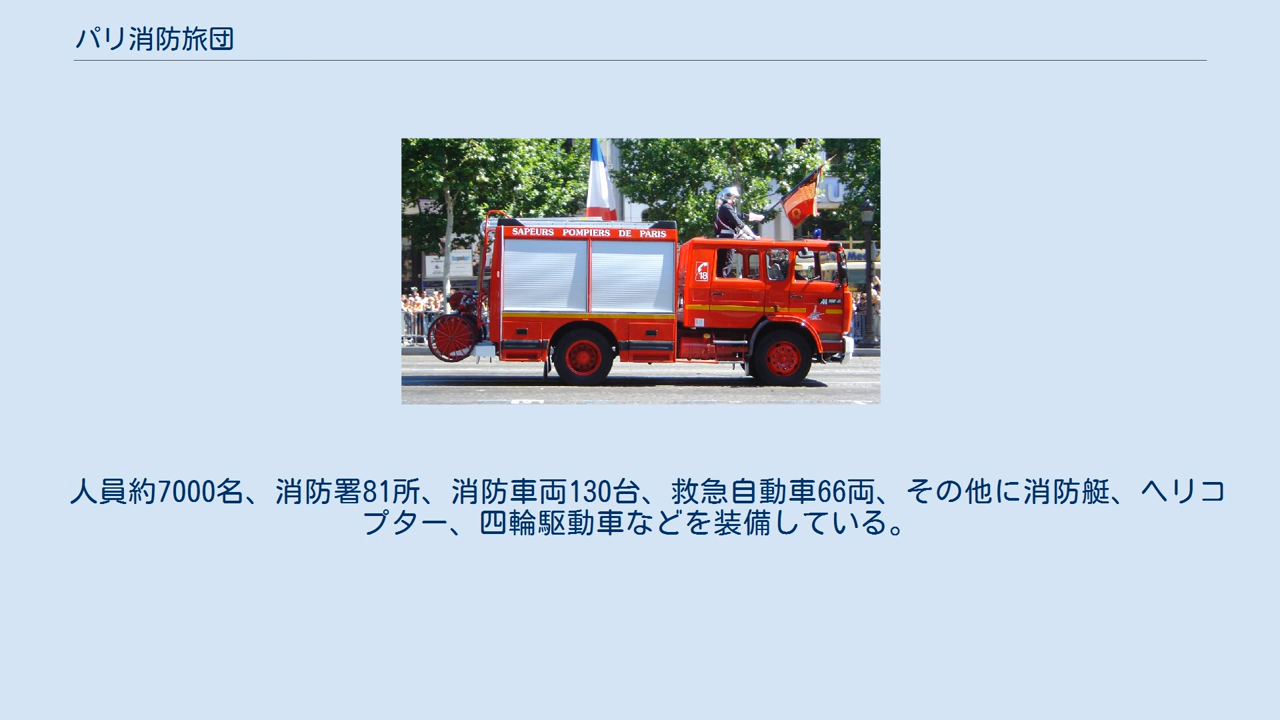 パリ消防旅団
SAPEURS POMPIERS DE PARIS
18
人員約7000名、消防署81所、消防車両130台、救急自動車66両、その他に消防艇、ヘリコ
プター、四輪駆動車などを装備している。